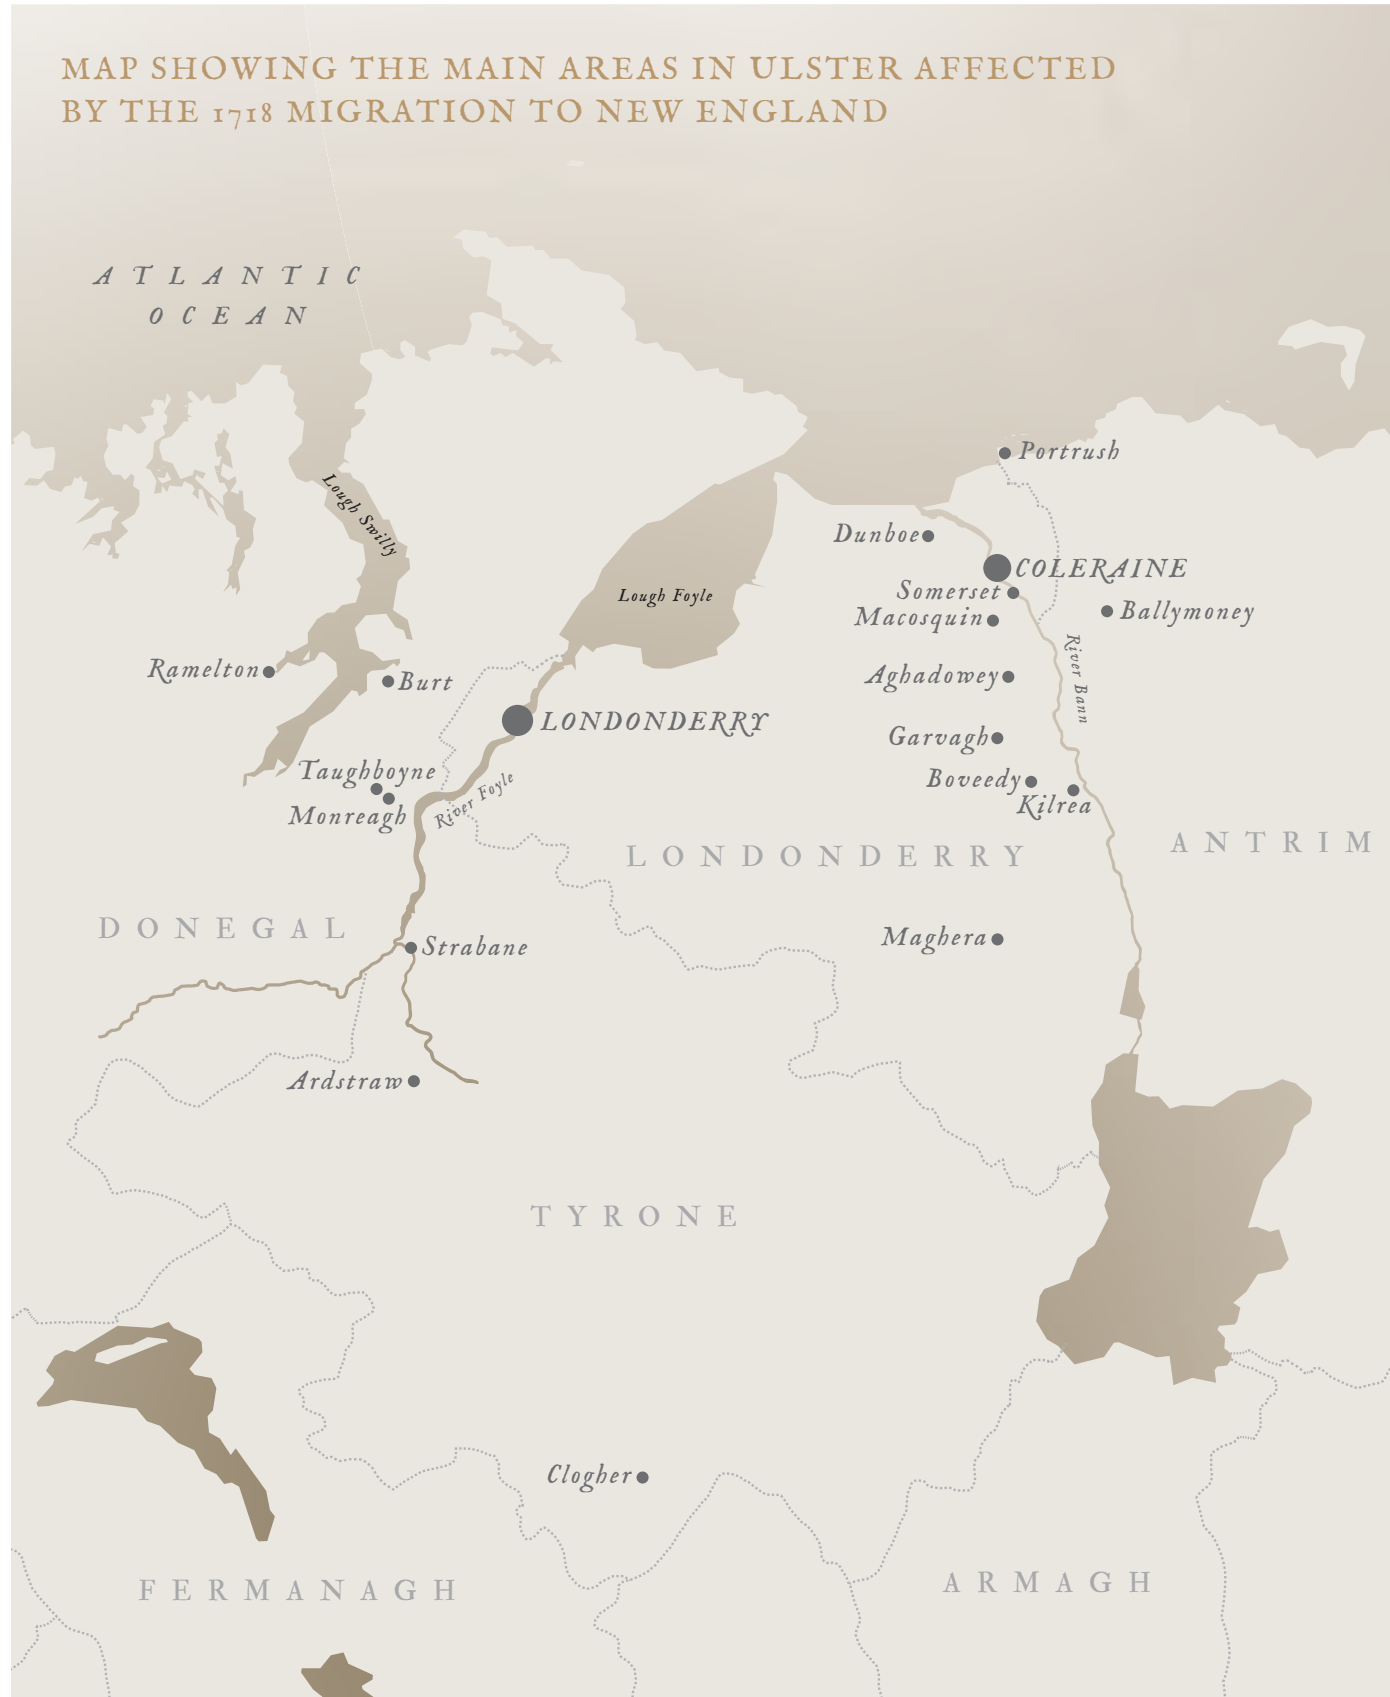 MAP SHOWING THE MAIN AREAS IN ULSTER AFFECTED
BY THE 1718 MIGRATION TO NEW ENGLAND
ATLANTIC
OCEAN
Portrush
Lough Swilly
Dunboe
COLERAINE
Somerset
Lough Foyle
Macosquin
Ballymoney
River Bann
Ramelton
Burt
Aghadowey
LONDONDERRY
Garvagh
Taughboyne
Boveedy
River Foyle
Kilrea
Monreagh
LONDONDERRY
ANTRIM
DONEGAL
Strabane
Maghera
Ardstraw
TYRONE
Clogher
FERMANAGH
ARMAGH